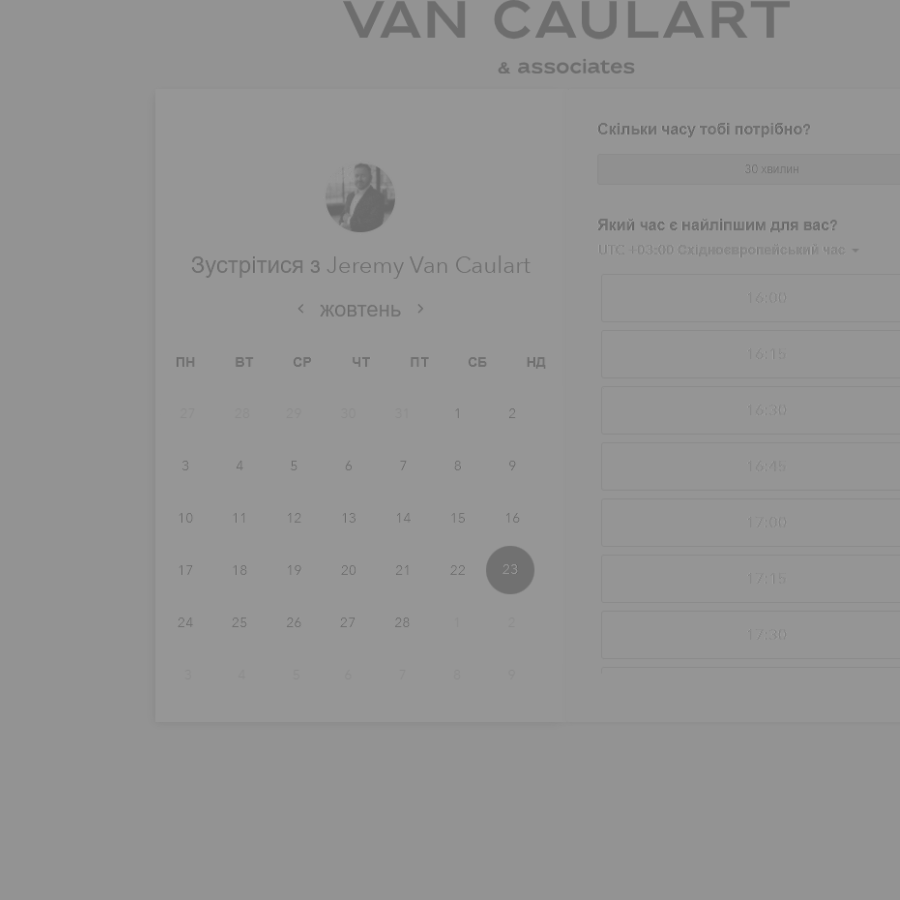 VAN CAULART
& associates
Зустрітися з Jeremy Van Caulart
жовтень
ПН ВТ СР ЧТ ПТ СБ НД
27 28 29 30 31 1 2
3 4 5 6 7 8 9
10 11 12 13 14 15 16
17 18 19 20 21 22 23
24 25 26 27 28 1 2
3 4 5 6 7 8 9
Скільки часу тобі потрібно?
30 хвилин
Який час є найліпшим для вас?
UTC +03:00 Східноєвропейський час
16:00
16:15
16:30
16:45
17:00
17:15
17:30